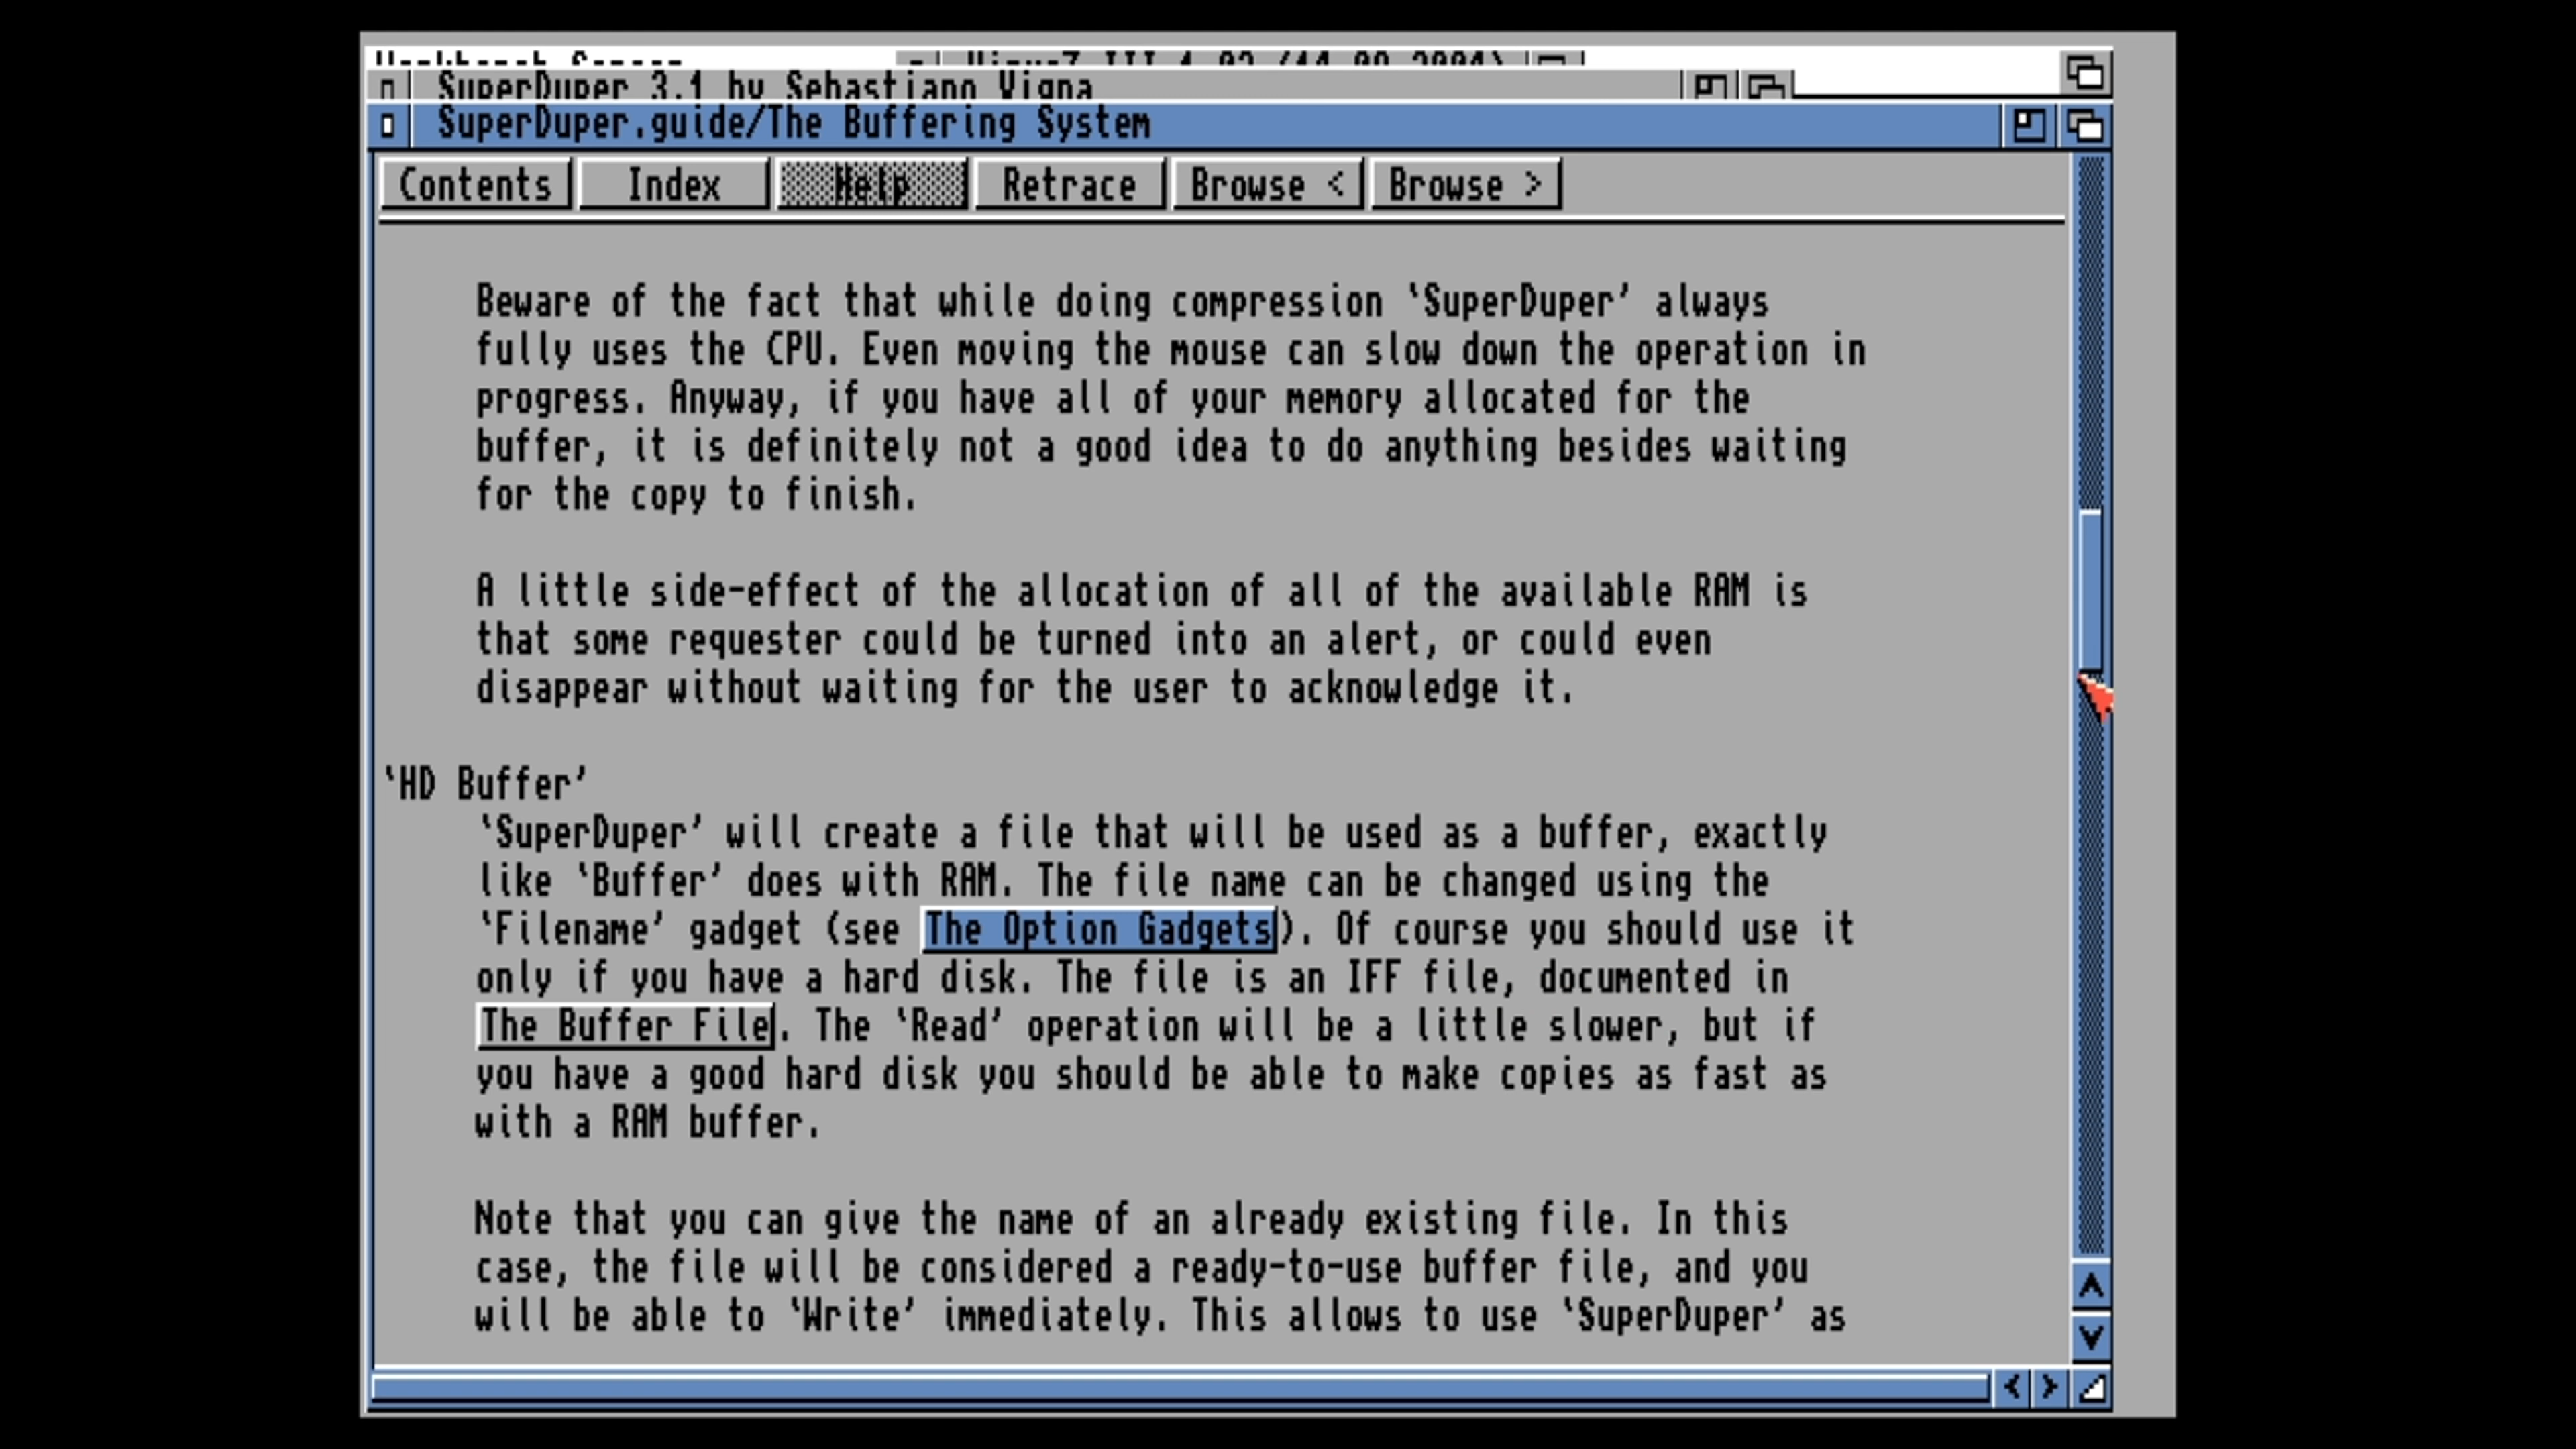 SuperDuper 3.1 by Sebastiano Vigna
SuperDuper.guide/The Buffering System
Contents Index Help Retrace Browse < Browse >
Beware of the fact that while doing compression ‘SuperDuper’ always
fully uses the CPU. Even moving the mouse can slow down the operation in
progress. Anyway, if you have all of your memory allocated for the
buffer, it is definitely not a good idea to do anything besides waiting
for the copy to finish.
A little side-effect of the allocation of all of the available RAM is
that some requester could be turned into an alert, or could even
disappear without waiting for the user to acknowledge it.
‘HD Buffer’
‘SuperDuper’ will create a file that will be used as a buffer, exactly
like ‘Buffer’ does with RAM. The file name can be changed using the
‘Filename’ gadget (see The Option Gadgets). Of course you should use it
only if you have a hard disk. The file is an IFF file, documented in
The Buffer File. The ‘Read’ operation will be a little slower, but if
you have a good hard disk you should be able to make copies as fast as
with a RAM buffer.
Note that you can give the name of an already existing file. In this
case, the file will be considered a ready-to-use buffer file, and you
will be able to ‘Write’ immediately. This allows to use ‘SuperDuper’ as